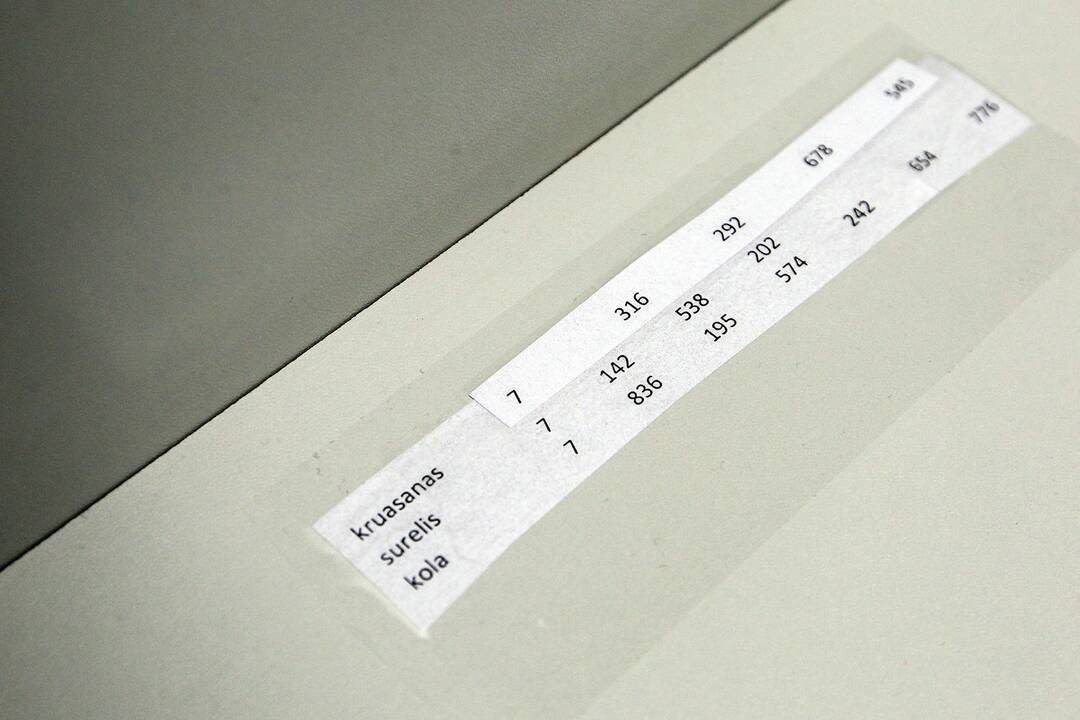 kruasanas 7 316 292 678 545
surelis 7 142 538 202
kola 7 836 195 574 242 654 776